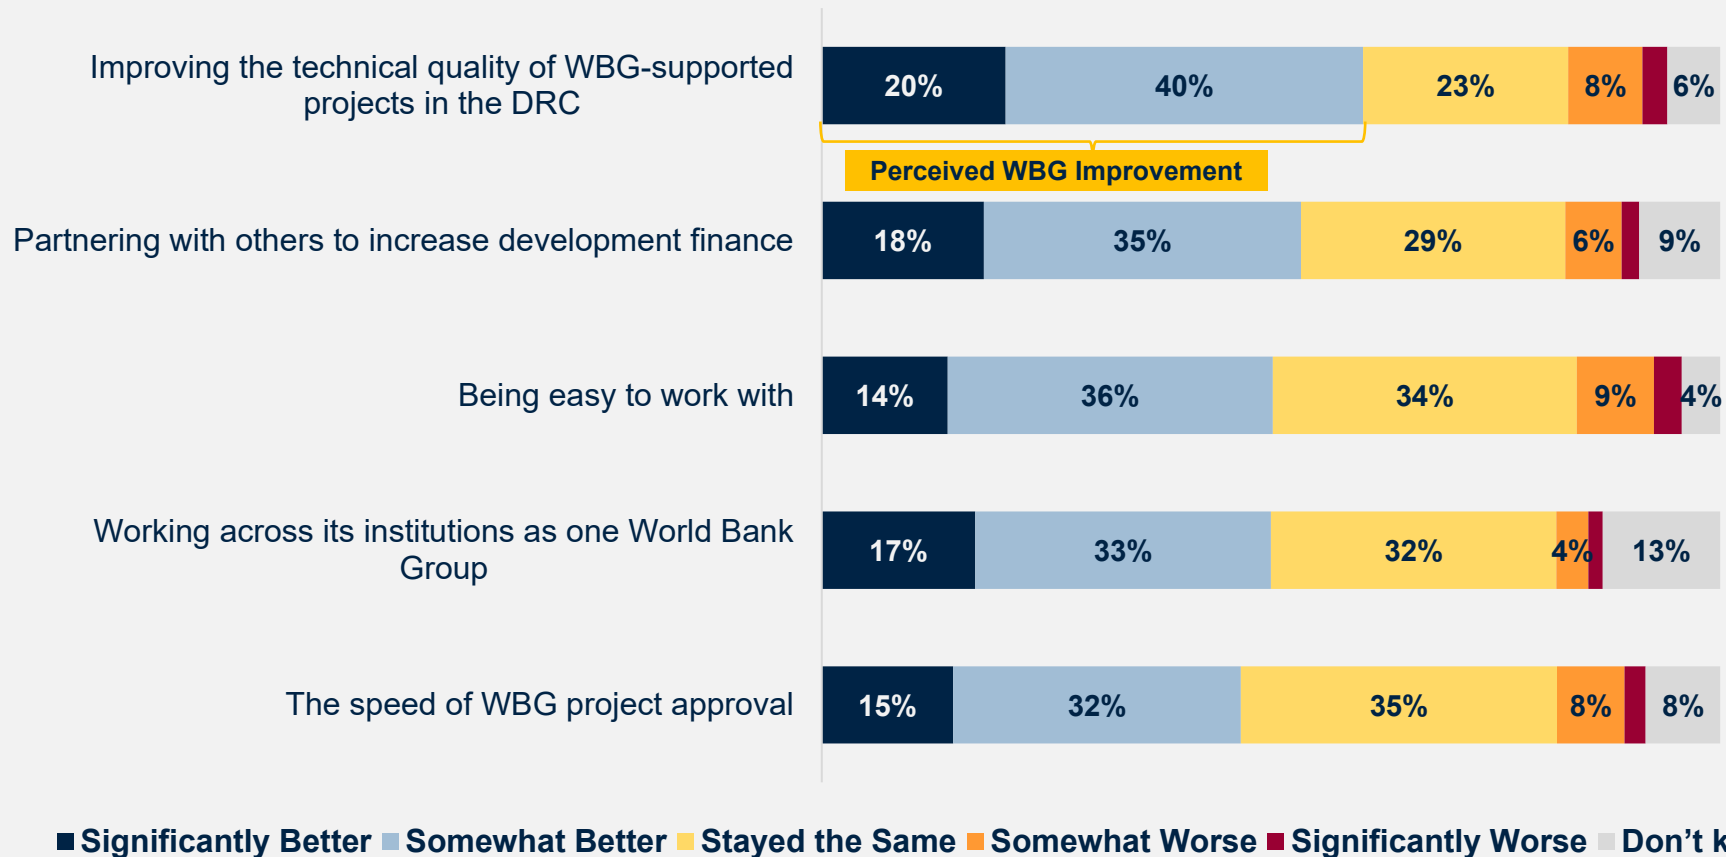 Improving the technical quality of WBG-supported
projects in the DRC
20% 40% 23% 8% 6%
Perceived WBG Improvement
Partnering with others to increase development finance
18% 35% 29% 6% 9%
Being easy to work with
14% 36% 34% 9% 4%
Working across its institutions as one World Bank
Group
17% 33% 32% 4% 13%
The speed of WBG project approval
15% 32% 35% 8% 8%
Significantly Better Somewhat Better Stayed the Same Somewhat Worse Significantly Worse Don’t k